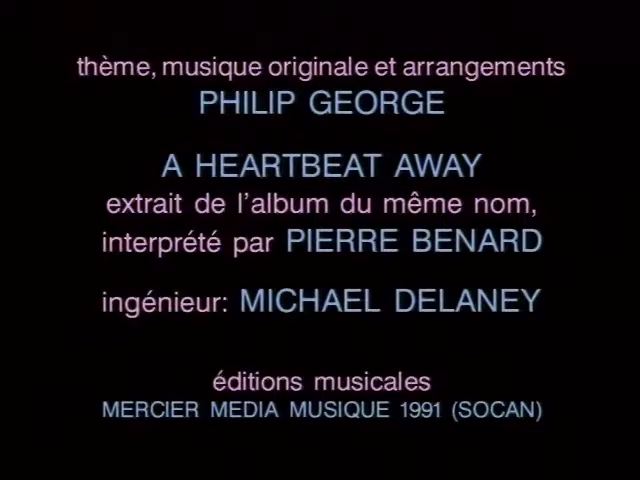 thème, musique originale et arrangements
PHILIP GEORGE
A HEARTBEAT AWAY
extrait de l'album du même nom,
interprété par PIERRE BENARD
ingénieur: MICHAEL DELANEY
éditions musicales
MERCIER MEDIA MUSIQUE 1991 (SOCAN)